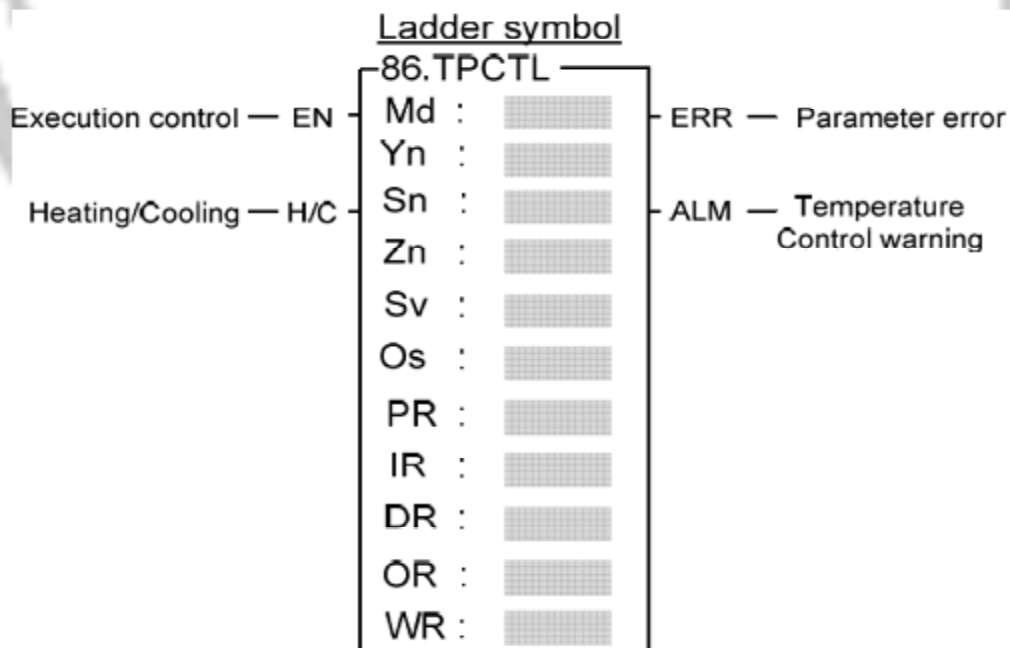 Ladder symbol
86.TPCTL
Execution control — EN
Md :
ERR — Parameter error
Yn :
Heating/Cooling — H/C
Sn :
ALM — Temperature
Control warning
Zn :
Sv :
Os :
PR :
IR :
DR :
OR :
WR :